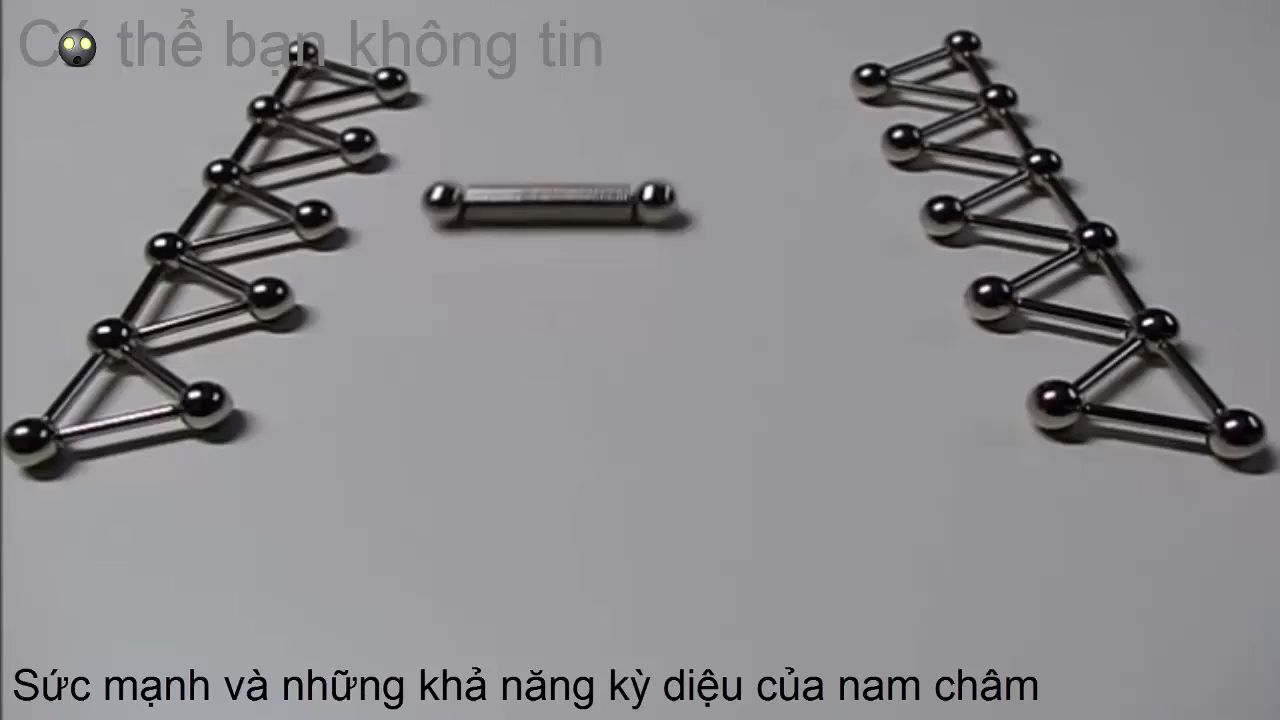 Có thể bạn không tin
Sức mạnh và những khả năng kỳ diệu của nam châm